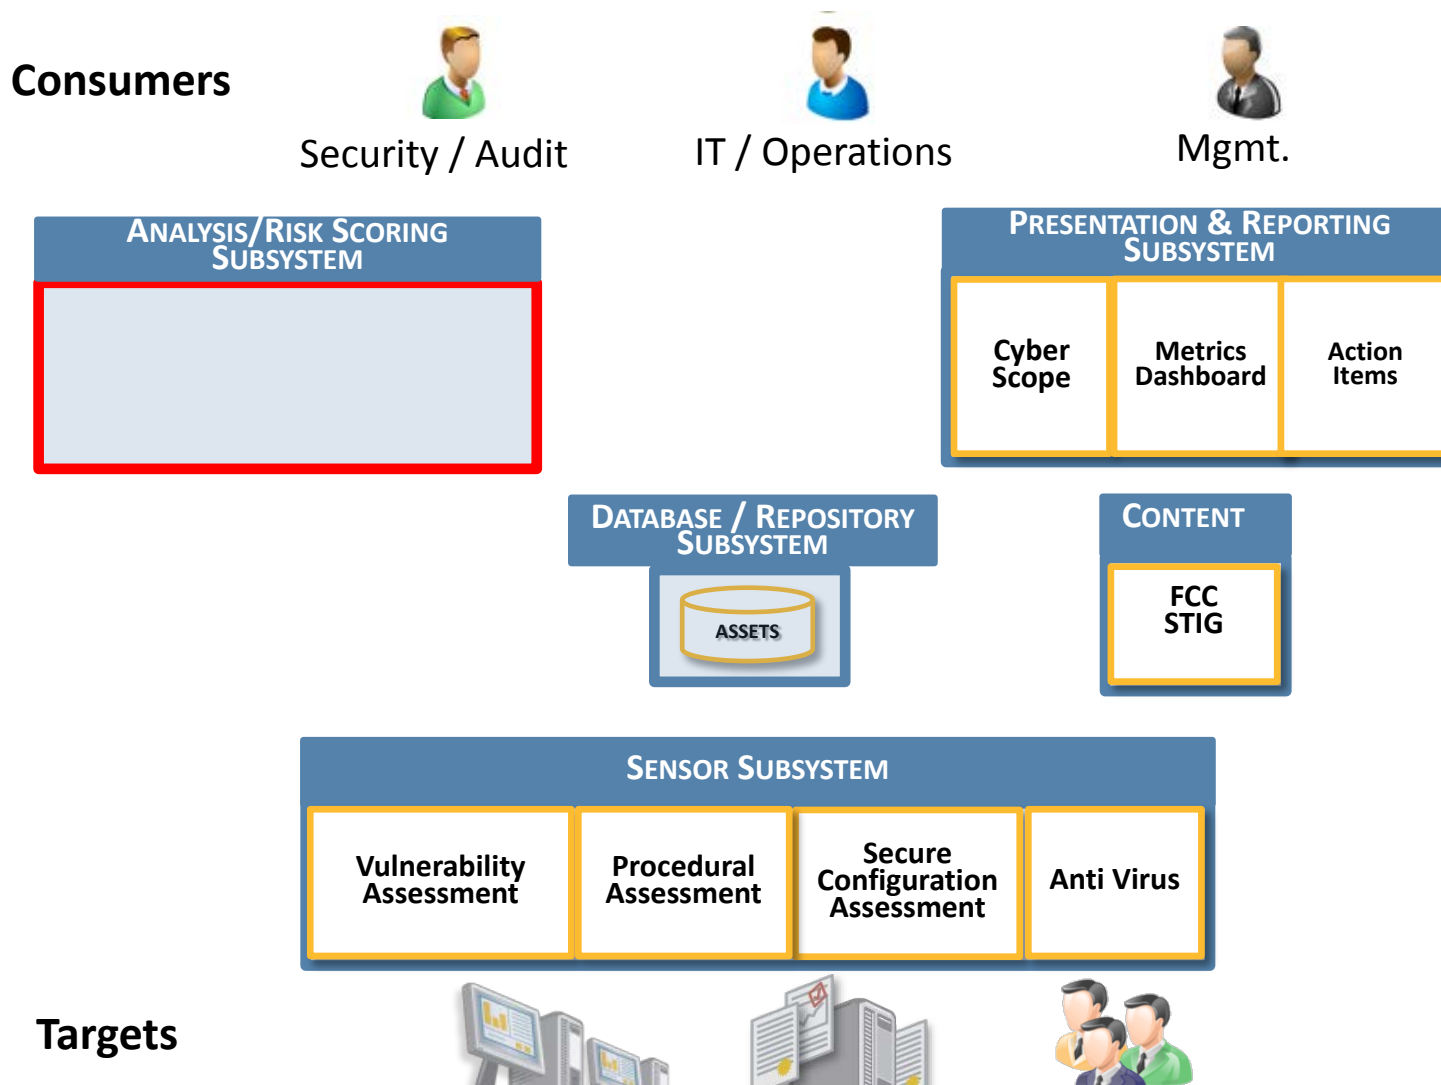 Consumers
Security / Audit
IT / Operations
Mgmt.
ANALYSIS/RISK SCORING
SUBSYSTEM
PRESENTATION & REPORTING
SUBSYSTEM
Cyber
Scope
Metrics
Dashboard
Action
Items
DATABASE / REPOSITORY
SUBSYSTEM
ASSETS
CONTENT
FCC
STIG
SENSOR SUBSYSTEM
Vulnerability
Assessment
Procedural
Assessment
Secure
Configuration
Assessment
Anti Virus
Targets